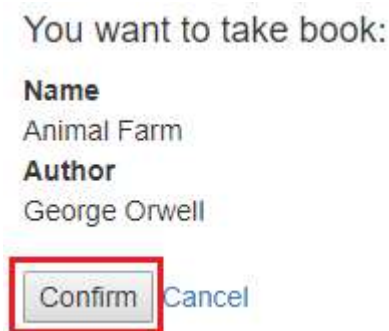 You want to take book:
Name
Animal Farm
Author
George Orwell
Confirm Cancel